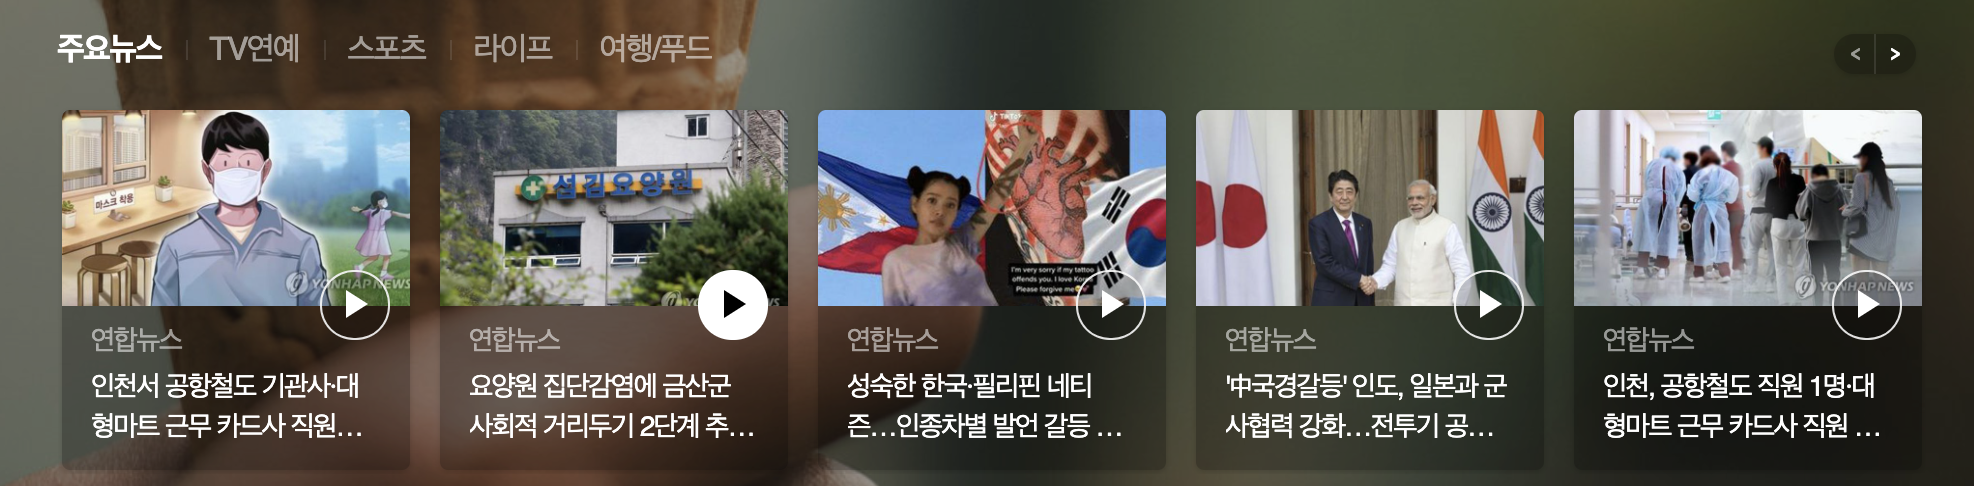 주요뉴스
TV연예
스포츠
라이프
여행/푸드
< >
마스크 착용
YONHAPNEWS
연합뉴스
인천서 공항철도 기관사·대
형마트 근무 카드사 직원…
섬김요양원
연합뉴스
요양원 집단감염에 금산군
사회적 거리두기 2단계 추…
TikTok
I'm very sorry if my tattoo
offends you. I love Korea
Please forgive me
연합뉴스
성숙한 한국·필리핀 네티
즌…인종차별 발언 갈등 …
연합뉴스
'中국경갈등' 인도, 일본과 군
사협력 강화…전투기 공…
YONHAPNEWS
연합뉴스
인천, 공항철도 직원 1명·대
형마트 근무 카드사 직원 …